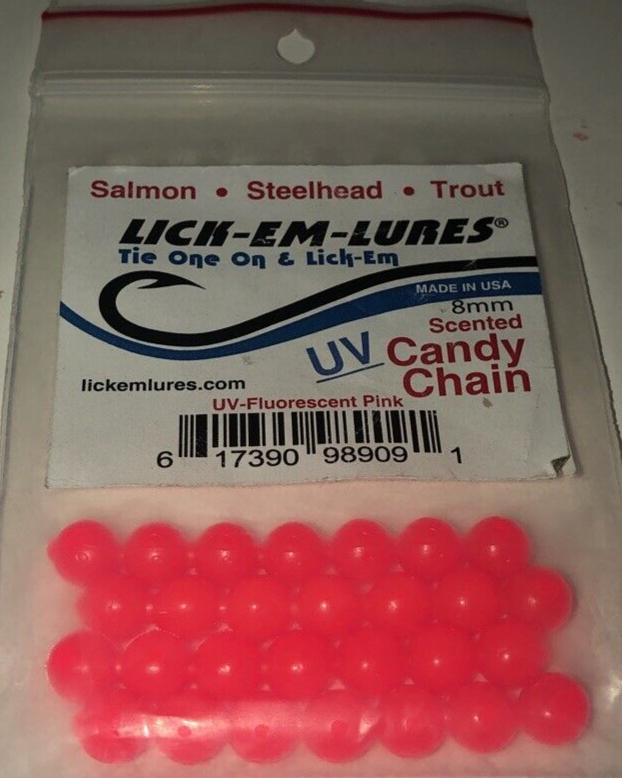 Salmon • Steelhead • Trout
LICK-EM-LURES®
Tie One On & Lick-Em
MADE IN USA
8mm
Scented
UV Candy
Chain
lickemlures.com
UV-Fluorescent Pink
6 17390 98909 1